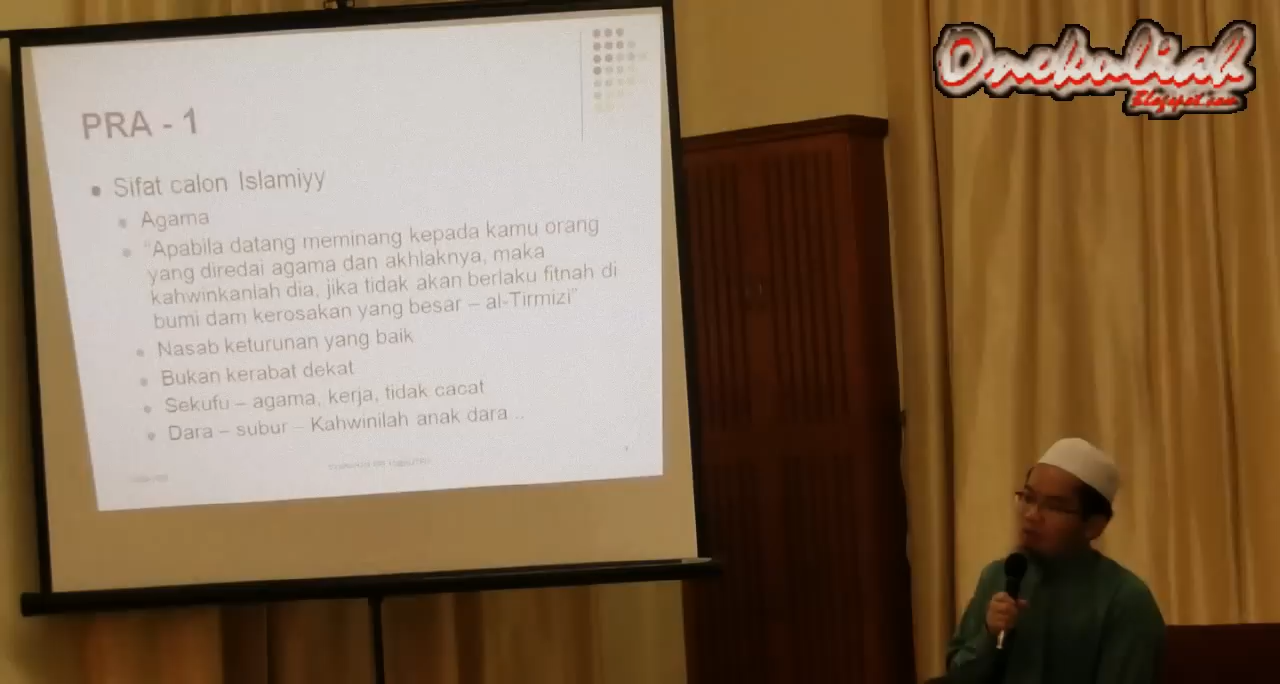 Onekuliah
Blogspot.com
PRA - 1
Sifat calon Islamiyy
Agama
"Apabila datang meminang kepada kamu orang
yang diredai agama dan akhlaknya, maka
kahwinkanlah dia, jika tidak akan berlaku fitnah di
bumi dam kerosakan yang besar – al-Tirmizi"
Nasab keturunan yang baik
Bukan kerabat dekat
Sekufu – agama, kerja, tidak cacat
Dara – subur – Kahwinilah anak dara ..